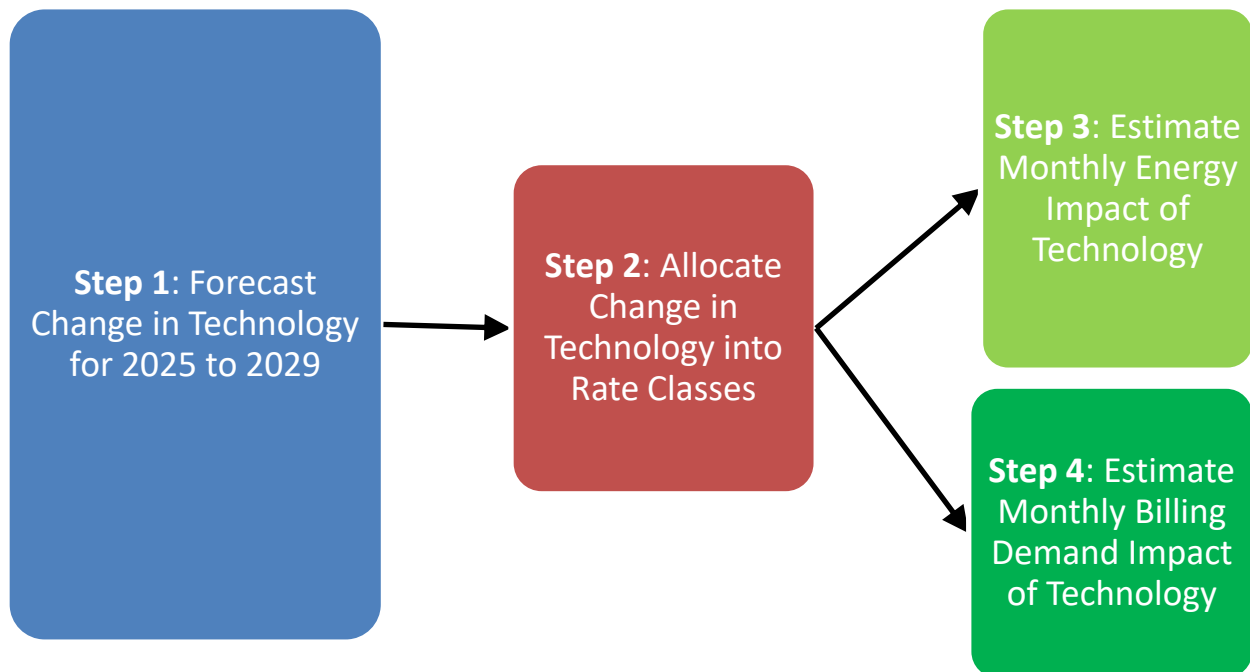 Step 1: Forecast
Change in Technology
for 2025 to 2029
Step 2: Allocate
Change in
Technology into
Rate Classes
Step 3: Estimate
Monthly Energy
Impact of
Technology
Step 4: Estimate
Monthly Billing
Demand Impact
of Technology